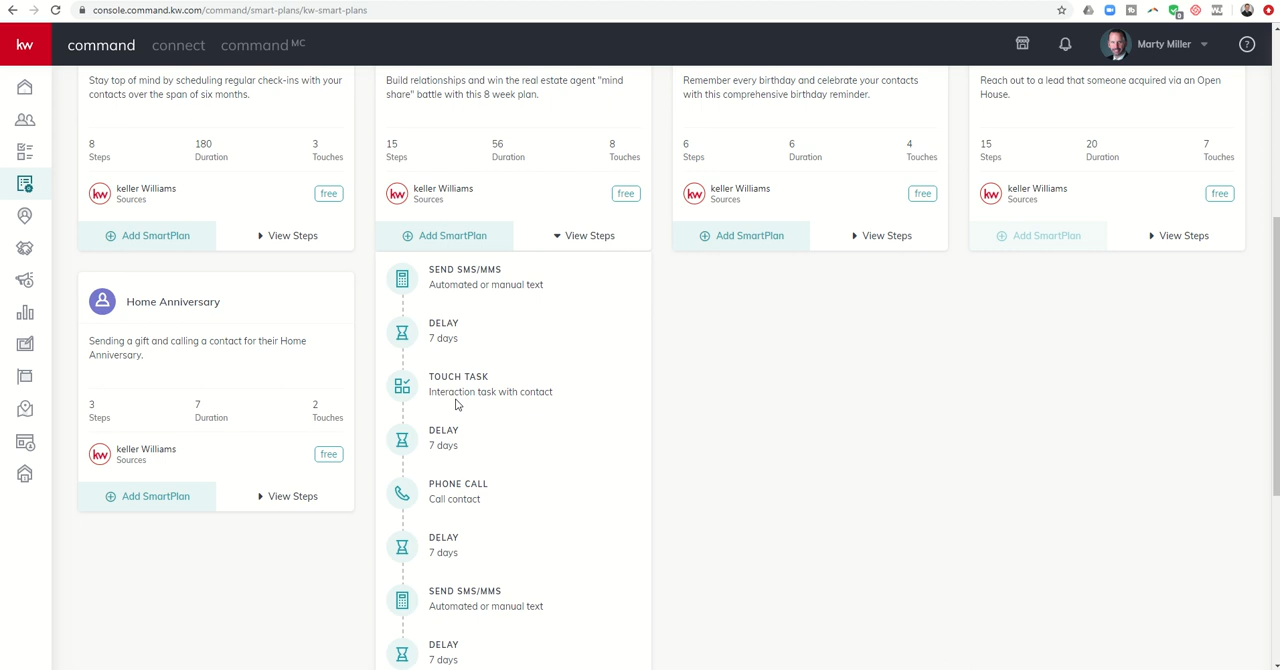 console.command.kw.com/command/smart-plans/kw-smart-plans
kw
command
connect
command MC
Marty Miller
Stay top of mind by scheduling regular check-ins with your
contacts over the span of six months.
8
180
3
Steps
Duration
Touches
keller Williams
Sources
free
Add SmartPlan
View Steps
Build relationships and win the real estate agent "mind
share" battle with this 8 week plan.
15
56
8
Steps
Duration
Touches
keller Williams
Sources
free
Add SmartPlan
View Steps
Remember every birthday and celebrate your contacts
with this comprehensive birthday reminder.
6
6
4
Steps
Duration
Touches
keller Williams
Sources
free
Add SmartPlan
View Steps
Reach out to a lead that someone acquired via an Open
House.
15
20
7
Steps
Duration
Touches
keller Williams
Sources
free
Add SmartPlan
View Steps
Home Anniversary
Sending a gift and calling a contact for their Home
Anniversary.
3
7
2
Steps
Duration
Touches
keller Williams
Sources
free
Add SmartPlan
View Steps
SEND SMS/MMS
Automated or manual text
DELAY
7 days
TOUCH TASK
Interaction task with contact
DELAY
7 days
PHONE CALL
Call contact
DELAY
7 days
SEND SMS/MMS
Automated or manual text
DELAY
7 days